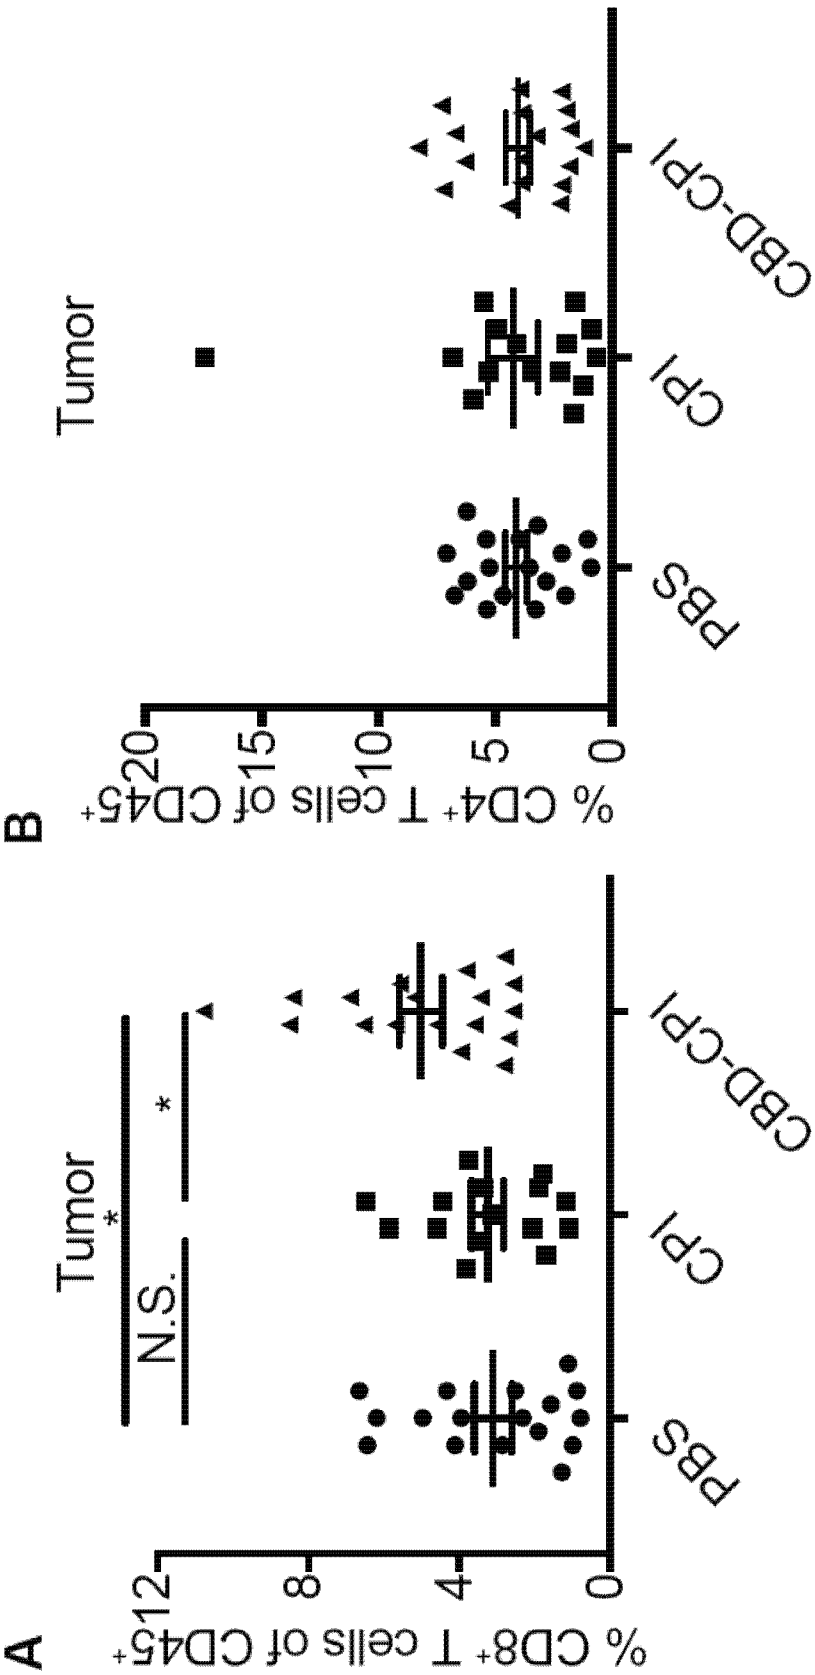 A
Tumor
*
N.S.
*
% CD8⁺ T cells of CD45⁺
12
8
4
0
PBS
CPI
CBD-CPI
B
Tumor
% CD4⁺ T cells of CD45⁺
20
15
10
5
0
PBS
CPI
CBD-CPI